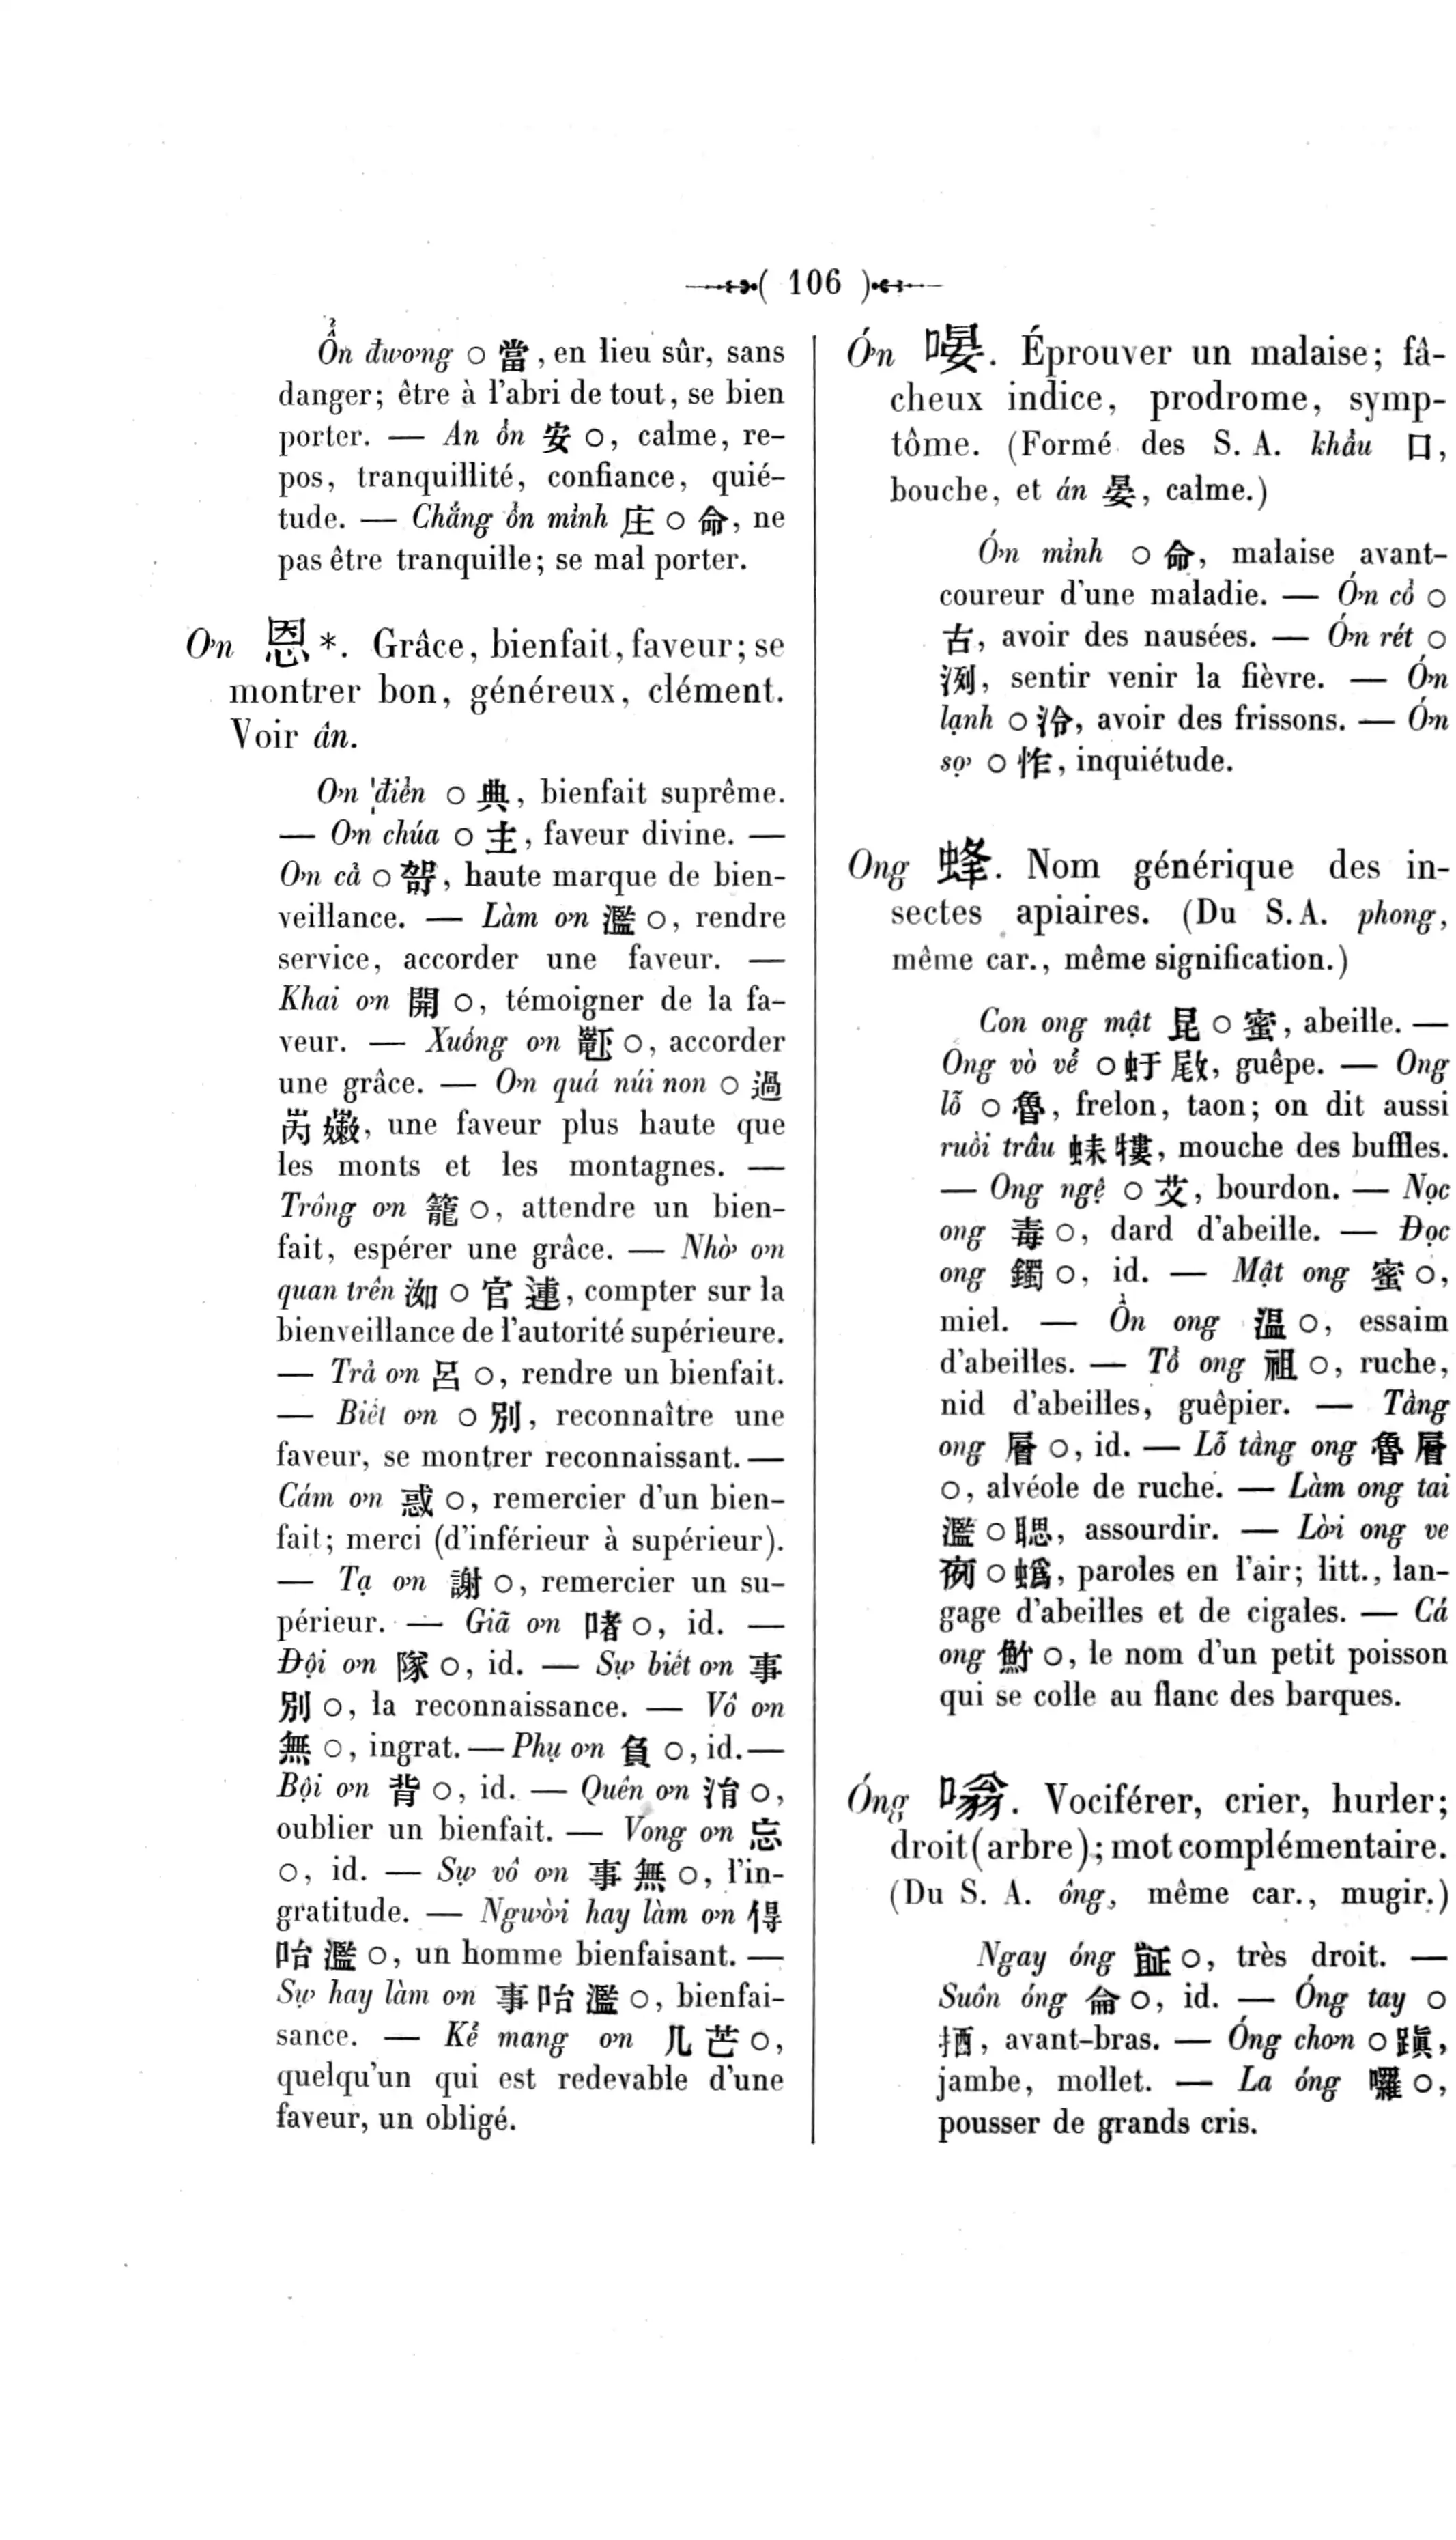 ( 106 )
Ổn đương ○ 當, en lieu sûr, sans
danger; être à l'abri de tout, se bien
porter. — An ổn 安 ○, calme, re-
pos, tranquillité, confiance, quié-
tude. — Chẳng ổn mình 庄 ○ 命, ne
pas être tranquille; se mal porter.
Ơn 恩 *. Grâce, bienfait, faveur; se
montrer bon, généreux, clément.
Voir ân.
Ơn điển ○ 典, bienfait suprême.
— Ơn chúa ○ 主, faveur divine. —
Ơn cả ○ 哿, haute marque de bien-
veillance. — Làm ơn 濫 ○, rendre
service, accorder une faveur. —
Khai ơn 開 ○, témoigner de la fa-
veur. — Xuống ơn ○, accorder
une grâce. — Ơn quá núi non ○ 過
une faveur plus haute que
les monts et les montagnes. —
Trông ơn 籠 ○, attendre un bien-
fait, espérer une grâce. — Nhờ ơn
quan trên 洳 ○ 官 蓮, compter sur la
bienveillance de l'autorité supérieure.
— Trả ơn 呂 ○, rendre un bienfait.
— Biết ơn ○ 別, reconnaître une
faveur, se montrer reconnaissant. —
Cám ơn 惑 ○, remercier d'un bien-
fait; merci (d'inférieur à supérieur).
— Tạ ơn 謝 ○, remercier un su-
périeur. — Giã ơn 啫 ○, id. —
Đội ơn 隊 ○, id. — Sự biết ơn 事
別 ○, la reconnaissance. — Vô ơn
無 ○, ingrat. — Phụ ơn 負 ○, id. —
Bội ơn 背 ○, id. — Quên ơn ○,
oublier un bienfait. — Vong ơn 忘
○, id. — Sự vô ơn 事 無 ○, l'in-
gratitude. — Người hay làm ơn 得
咍 濫 ○, un homme bienfaisant. —
Sự hay làm ơn 事 咍 濫 ○, bienfai-
sance. — Kẻ mang ơn 几 芒 ○,
quelqu'un qui est redevable d'une
faveur, un obligé.
Ớn 㗔. Éprouver un malaise; fâ-
cheux indice, prodrome, symp-
tôme. (Formé des S. A. khẩu 口,
bouche, et án 晏, calme.)
Ớn mình ○ 命, malaise avant-
coureur d'une maladie. — Ớn cổ ○
古, avoir des nausées. — Ớn rét ○
洌, sentir venir la fièvre. — Ớn
lạnh ○ 泠, avoir des frissons. — Ớn
sợ ○ 怍, inquiétude.
Ong 蜂. Nom générique des in-
sectes apiaires. (Du S. A. phong,
même car., même signification.)
Con ong mật 昆 ○ 蜜, abeille. —
Ong vò vẽ ○ guêpe. — Ong
lỗ ○ 魯, frelon, taon; on dit aussi
ruồi trâu mouche des buffles.
— Ong nghệ ○ 艾, bourdon. — Nọc
ong 毒 ○, dard d'abeille. — Đọc
ong 鐲 ○, id. — Mật ong 蜜 ○,
miel. — Ổn ong 溫 ○, essaim
d'abeilles. — Tổ ong 祖 ○, ruche,
nid d'abeilles, guêpier. — Tầng
ong 層 ○, id. — Lỗ tầng ong 魯 層
○, alvéole de ruche. — Làm ong tai
濫 ○ 聰, assourdir. — Lời ong ve
○ paroles en l'air; litt., lan-
gage d'abeilles et de cigales. — Cá
ong ○, le nom d'un petit poisson
qui se colle au flanc des barques.
Óng 嗡. Vociférer, crier, hurler;
droit (arbre); mot complémentaire.
(Du S. A. ông, même car., mugir.)
Ngay óng ○, très droit. —
Suôn óng 侖 ○, id. — Óng tay ○
拪, avant-bras. — Óng chơn ○ 蹎,
jambe, mollet. — La óng 囉 ○,
pousser de grands cris.